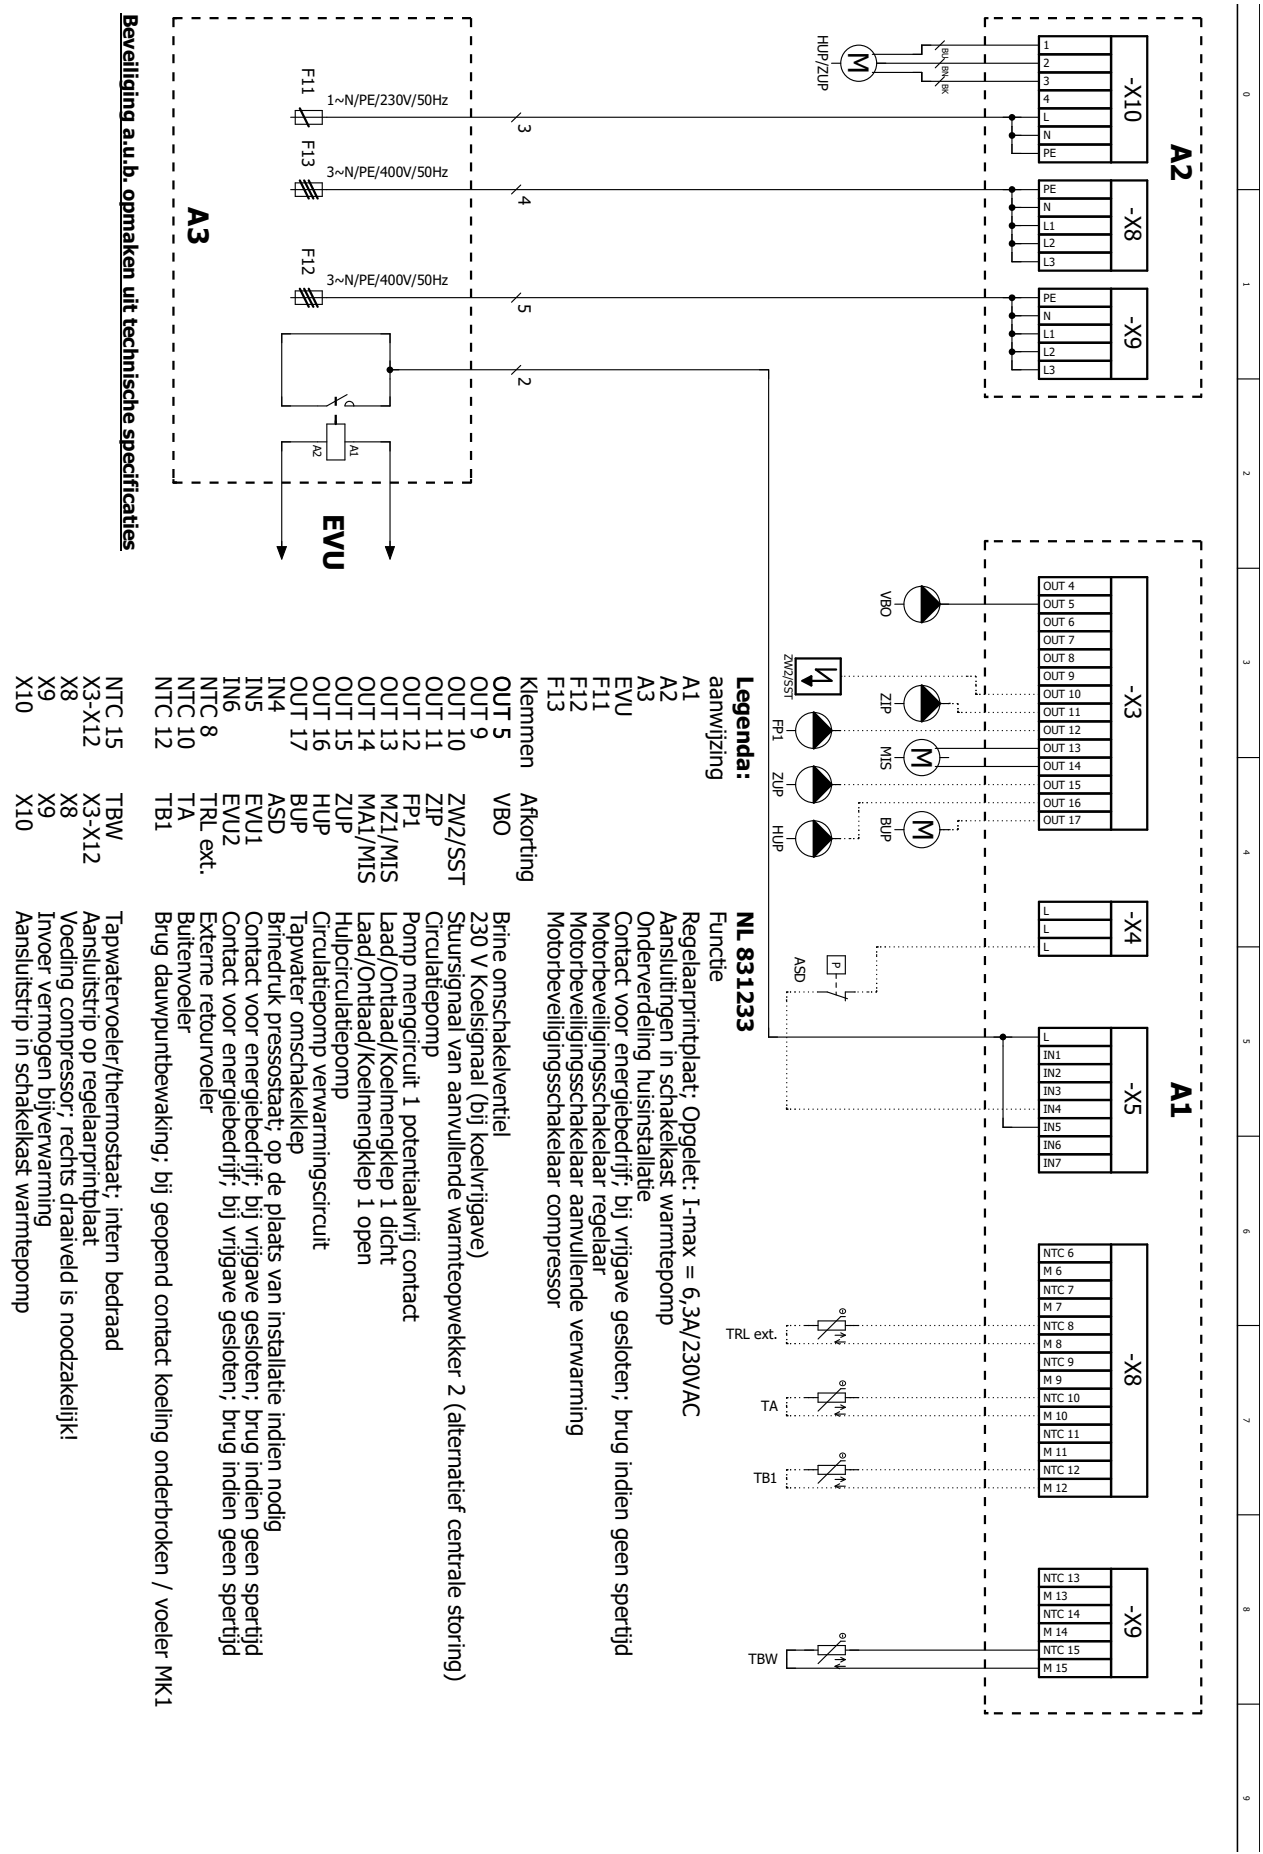 0
1
2
3
4
5
6
7
8
9
A2
-X10
1
2
3
4
L
N
PE
-X8
PE
N
L1
L2
L3
-X9
PE
N
L1
L2
L3
BU
BN
BK
M
HUP/ZUP
3
4
5
2
1~N/PE/230V/50Hz
F11
3~N/PE/400V/50Hz
F13
3~N/PE/400V/50Hz
F12
A3
A1
A2
EVU
Beveiliging a.u.b. opmaken uit technische specificaties
A1
-X3
OUT 4
OUT 5
OUT 6
OUT 7
OUT 8
OUT 9
OUT 10
OUT 11
OUT 12
OUT 13
OUT 14
OUT 15
OUT 16
OUT 17
VBO
ZW2/SST
ZIP
FP1
M
MIS
ZUP
HUP
M
BUP
-X4
L
L
L
P
ASD
-X5
L
IN1
IN2
IN3
IN4
IN5
IN6
IN7
-X8
NTC 6
M 6
NTC 7
M 7
NTC 8
M 8
NTC 9
M 9
NTC 10
M 10
NTC 11
M 11
NTC 12
M 12
TRL ext.
TA
TB1
-X9
NTC 13
M 13
NTC 14
M 14
NTC 15
M 15
TBW
Legenda: NL 831233
aanwijzing Functie
A1 Regelaarprintplaat; Opgelet: I-max = 6,3A/230VAC
A2 Aansluitingen in schakelkast warmtepomp
A3 Onderverdeling huisinstallatie
EVU Contact voor energiebedrijf; bij vrijgave gesloten; brug indien geen spertijd
F11 Motorbeveiligingsschakelaar regelaar
F12 Motorbeveiligingsschakelaar aanvullende verwarming
F13 Motorbeveiligingsschakelaar compressor
Klemmen Afkorting
OUT 5 VBO Brine omschakelventiel
OUT 9 230 V Koelsignaal (bij koelvrijgave)
OUT 10 ZW2/SST Stuursignaal van aanvullende warmteopwekker 2 (alternatief centrale storing)
OUT 11 ZIP Circulatiepomp
OUT 12 FP1 Pomp mengcircuit 1 potentiaalvrij contact
OUT 13 MZ1/MIS Laad/Ontlaad/Koelmengklep 1 dicht
OUT 14 MA1/MIS Laad/Ontlaad/Koelmengklep 1 open
OUT 15 ZUP Hulpcirculatiepomp
OUT 16 HUP Circulatiepomp verwarmingscircuit
OUT 17 BUP Tapwater omschakelklep
IN4 ASD Brinedruk pressostaat; op de plaats van installatie indien nodig
IN5 EVU1 Contact voor energiebedrijf; bij vrijgave gesloten; brug indien geen spertijd
IN6 EVU2 Contact voor energiebedrijf; bij vrijgave gesloten; brug indien geen spertijd
NTC 8 TRL ext. Externe retourvoeler
NTC 10 TA Buitenvoeler
NTC 12 TB1 Brug dauwpuntbewaking; bij geopend contact koeling onderbroken / voeler MK1
NTC 15 TBW Tapwatervoeler/thermostaat; intern bedraad
X3-X12 X3-X12 Aansluitstrip op regelaarprintplaat
X8 X8 Voeding compressor; rechts draaiveld is noodzakelijk!
X9 X9 Invoer vermogen bijverwarming
X10 X10 Aansluitstrip in schakelkast warmtepomp